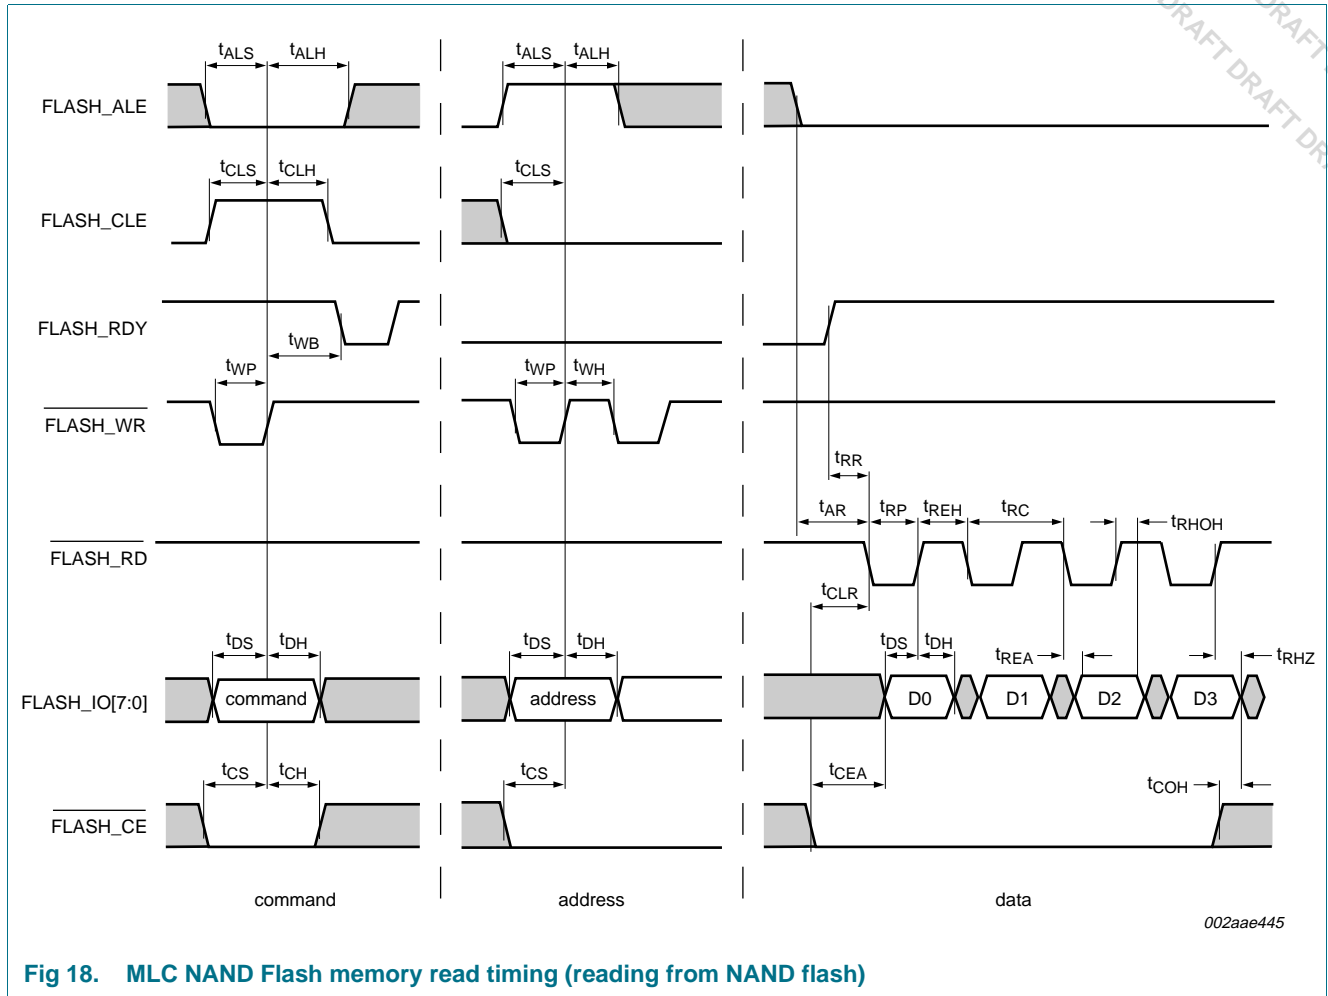 DRAFT DRAFT DRA
DRAFT
tALS tALH tALS tALH
FLASH_ALE
tCLS tCLH tCLS
FLASH_CLE
FLASH_RDY
tWB
tWP tWP tWH
FLASH_WR
tRR
tAR tRP tREH tRC tRHOH
FLASH_RD
tCLR
tDS tDH tDS tDH tDS tDH tREA tRHZ
FLASH_IO[7:0] command address D0 D1 D2 D3
tCS tCH tCS tCEA tCOH
FLASH_CE
command address data
002aae445
Fig 18. MLC NAND Flash memory read timing (reading from NAND flash)